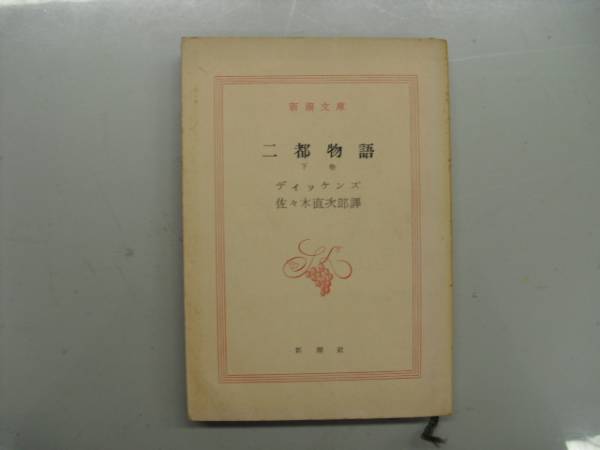 新潮文庫
二都物語
下巻
ディッケンズ
佐々木直次郎譯
新潮社